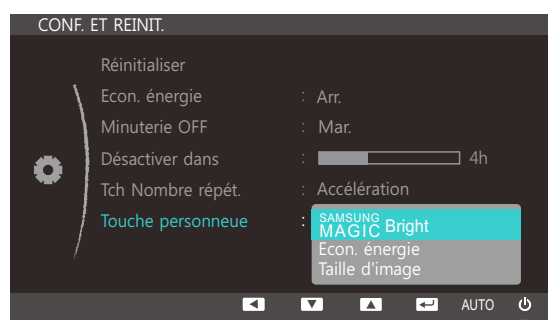 CONF. ET REINIT.
Réinitialiser
Econ. énergie : Arr.
Minuterie OFF : Mar.
Désactiver dans : 4h
Tch Nombre répét. : Accélération
Touche personneue : SAMSUNG MAGIC Bright
Econ. énergie
Taille d'image
AUTO